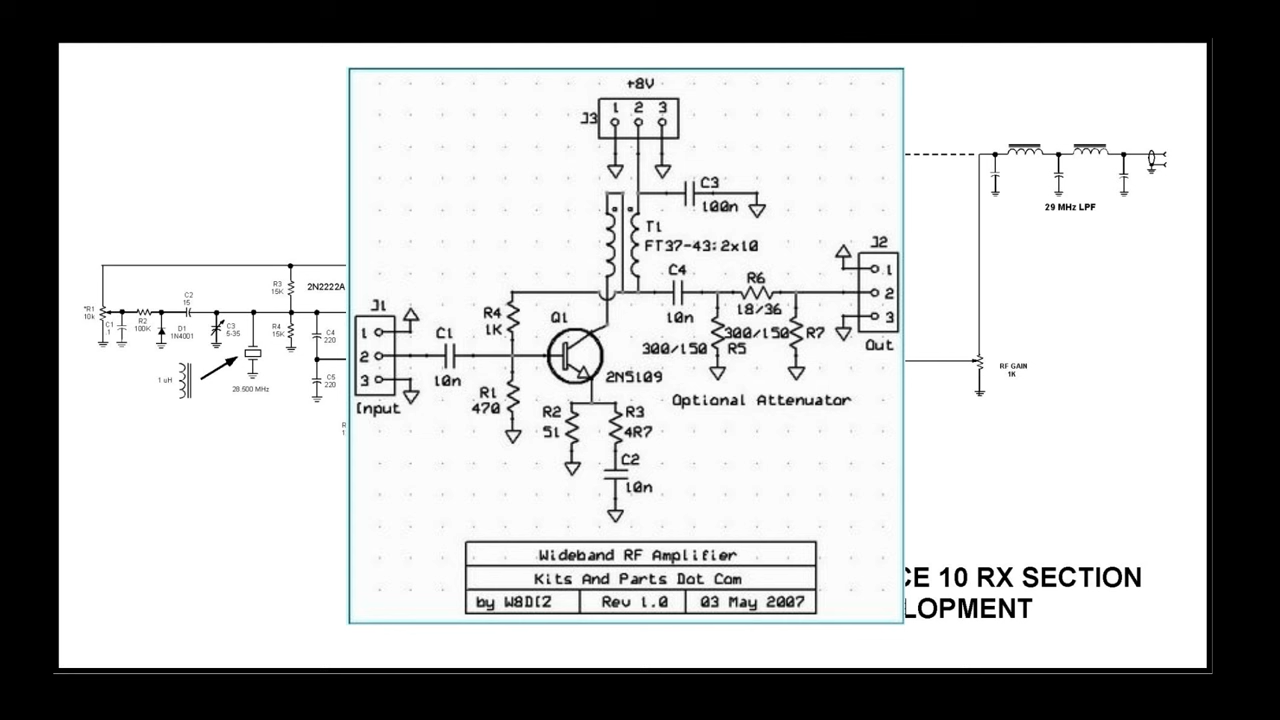 +8V
J3
1 2 3
C3
100n
T1
FT37-43:2x10
J2
1
2
3
Out
C4
10n
R6
18/36
300/150
R5
300/150
R7
Optional Attenuator
R4
1K
Q1
2N5109
J1
1
2
3
Input
C1
10n
R1
470
R2
51
R3
4R7
C2
10n
Wideband RF Amplifier
Kits And Parts Dot Com
by W8DIZ
Rev 1.0
03 May 2007
29 MHz LPF
RF GAIN
1K
CE 10 RX SECTION
LOPMENT
*R1
10k
C1
.1
R2
100K
D1
1N4001
C2
15
C3
5-35
R3
15K
2N2222A
R4
15K
C4
220
C5
220
1 uH
28.500 MHz